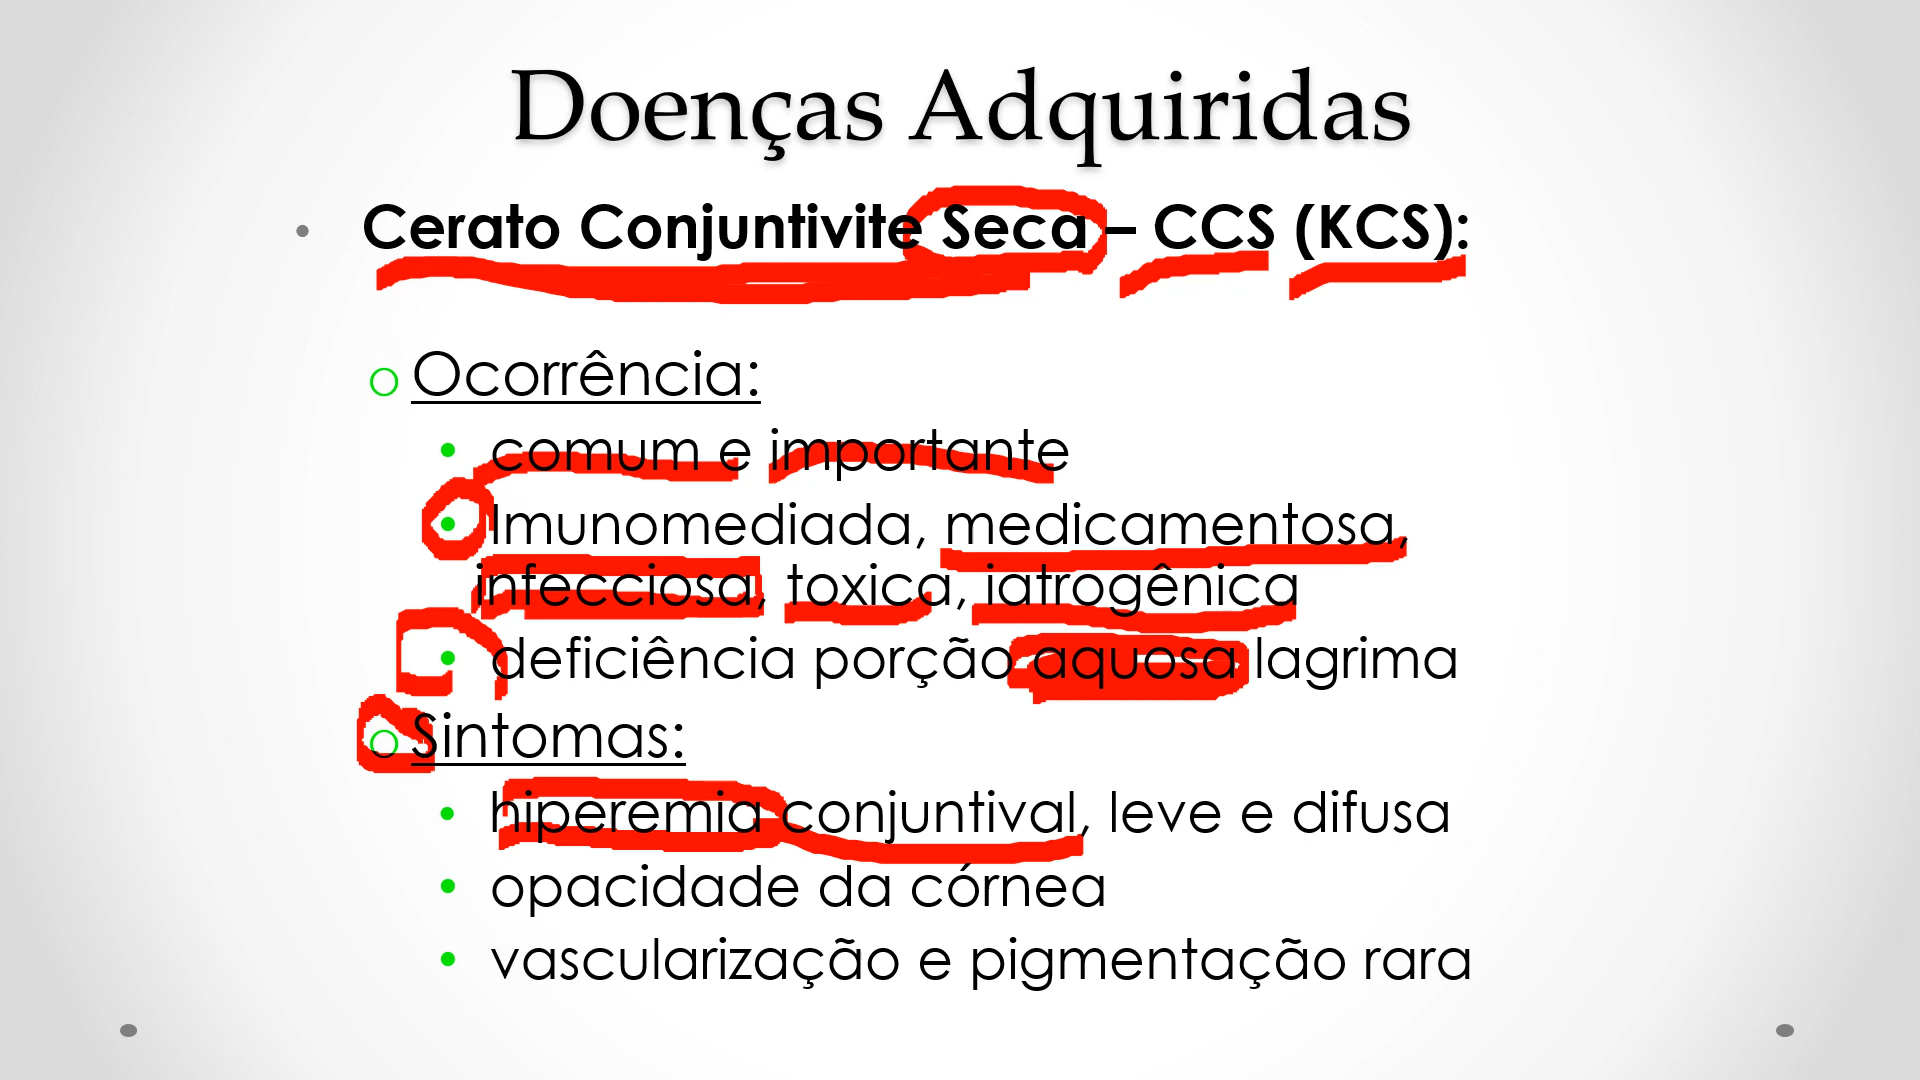 Doenças Adquiridas
• Cerato Conjuntivite Seca – CCS (KCS):
o Ocorrência:
• comum e importante
• Imunomediada, medicamentosa,
infecciosa, toxica, iatrogênica
• deficiência porção aquosa lagrima
o Sintomas:
• hiperemia conjuntival, leve e difusa
• opacidade da córnea
• vascularização e pigmentação rara